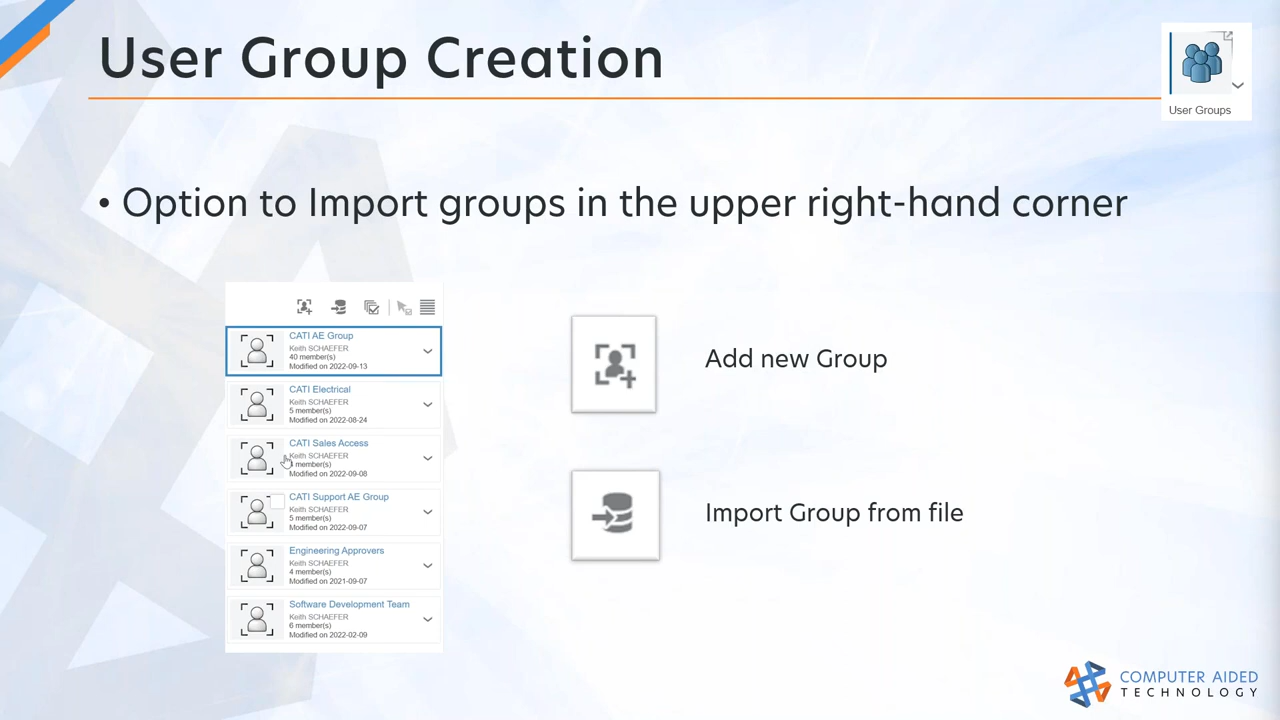 User Group Creation
User Groups
• Option to Import groups in the upper right-hand corner
CATI AE Group
Keith SCHAEFER
40 member(s)
Modified on 2022-09-13
CATI Electrical
Keith SCHAEFER
5 member(s)
Modified on 2022-08-24
CATI Sales Access
Keith SCHAEFER
member(s)
Modified on 2022-09-08
CATI Support AE Group
Keith SCHAEFER
5 member(s)
Modified on 2022-09-07
Engineering Approvers
Keith SCHAEFER
4 member(s)
Modified on 2021-09-07
Software Development Team
Keith SCHAEFER
6 member(s)
Modified on 2022-02-09
Add new Group
Import Group from file
COMPUTER AIDED
TECHNOLOGY